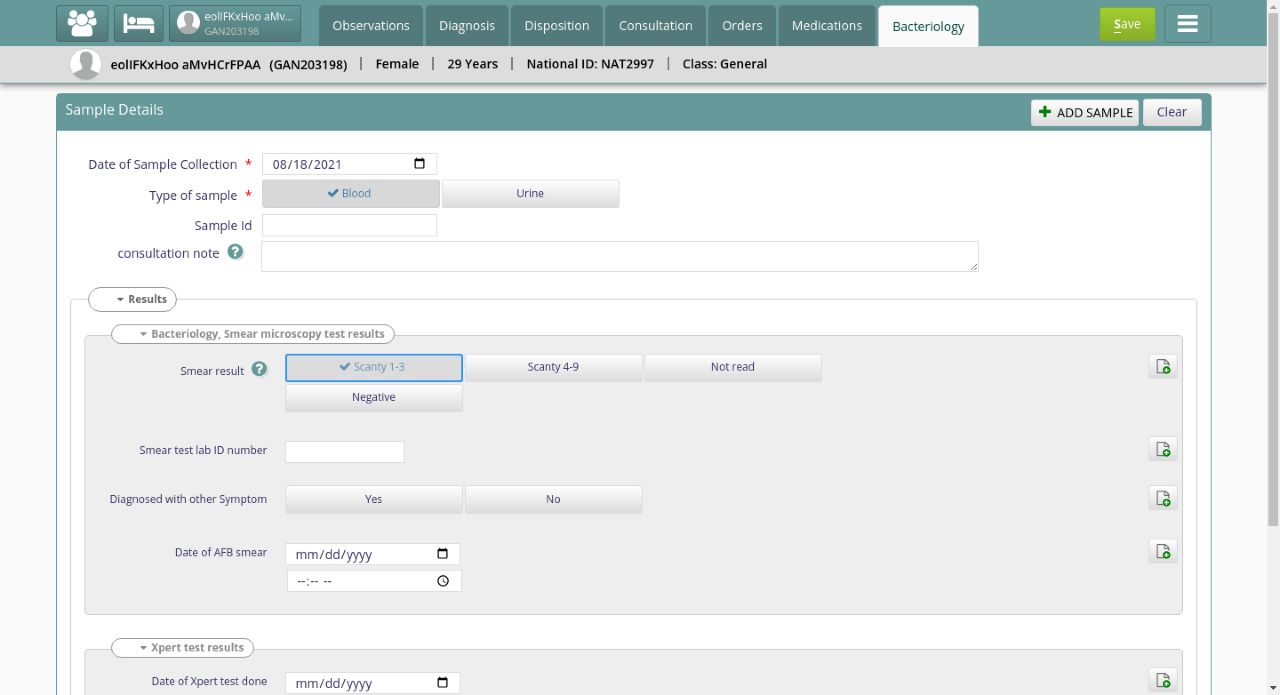 eolIFKxHoo aMv...
GAN203198
Observations
Diagnosis
Disposition
Consultation
Orders
Medications
Bacteriology
Save
eolIFKxHoo aMvHCrFPAA (GAN203198) | Female | 29 Years | National ID: NAT2997 | Class: General
Sample Details
ADD SAMPLE
Clear
Date of Sample Collection *
08/18/2021
Type of sample *
Blood
Urine
Sample Id
consultation note ?
Results
Bacteriology, Smear microscopy test results
Smear result ?
Scanty 1-3
Scanty 4-9
Not read
Negative
Smear test lab ID number
Diagnosed with other Symptom
Yes
No
Date of AFB smear
mm/dd/yyyy
--:-- --
Xpert test results
Date of Xpert test done
mm/dd/yyyy